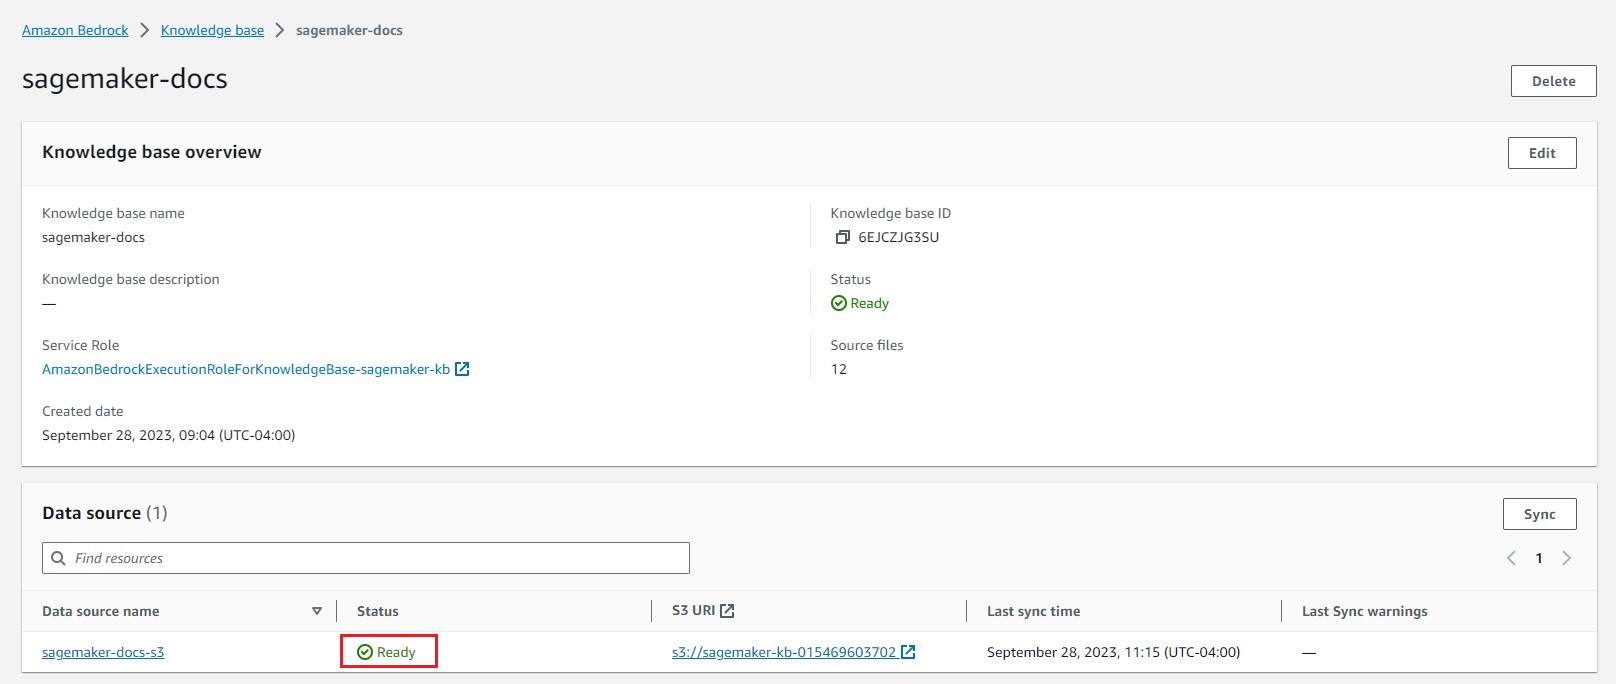 Amazon Bedrock > Knowledge base > sagemaker-docs
sagemaker-docs
Delete
Knowledge base overview
Edit
Knowledge base name
sagemaker-docs
Knowledge base ID
6EJCZJG3SU
Knowledge base description
—
Status
Ready
Service Role
AmazonBedrockExecutionRoleForKnowledgeBase-sagemaker-kb
Source files
12
Created date
September 28, 2023, 09:04 (UTC-04:00)
Data source (1)
Sync
Find resources
1
Data source name Status S3 URI Last sync time Last Sync warnings
sagemaker-docs-s3 Ready s3://sagemaker-kb-015469603702 September 28, 2023, 11:15 (UTC-04:00) —